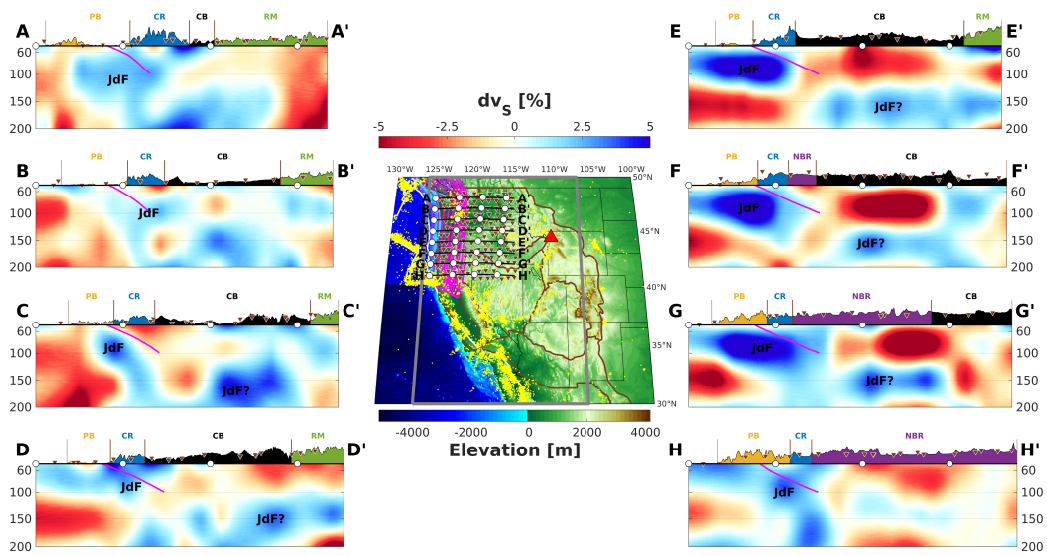 PB CR CB RM
A A'
60
100
150
200
JdF
PB CR CB RM
B B'
60
100
150
200
JdF
PB CR CB RM
C C'
60
100
150
200
JdF
JdF?
PB CR CB RM
D D'
60
100
150
200
JdF
JdF?
dvS [%]
-5 -2.5 0 2.5 5
130°W 125°W 120°W 115°W 110°W 105°W 100°W
50°N
45°N
40°N
35°N
30°N
A A'
B B'
C C'
D D'
E E'
F F'
G G'
H H'
-4000 -2000 0 2000 4000
Elevation [m]
PB CR CB RM
E E'
60
100
150
200
JdF
JdF?
PB CR NBR CB
F F'
60
100
150
200
JdF
JdF?
PB CR NBR CB
G G'
60
100
150
200
JdF
JdF?
PB CR NBR
H H'
60
100
150
200
JdF